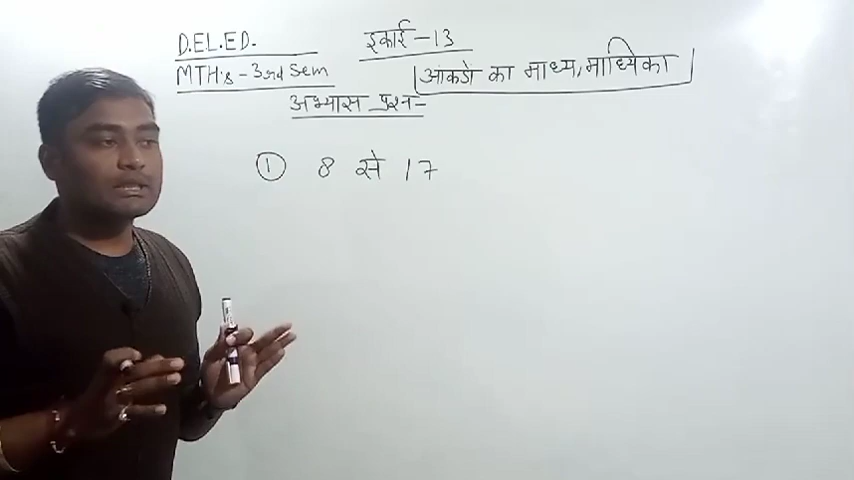 D.EL.ED. इकाई-13
MTH's - 3rd Sem आंकडो का माध्य, माध्यिका
अभ्यास प्रश्न-
① 8 से 17